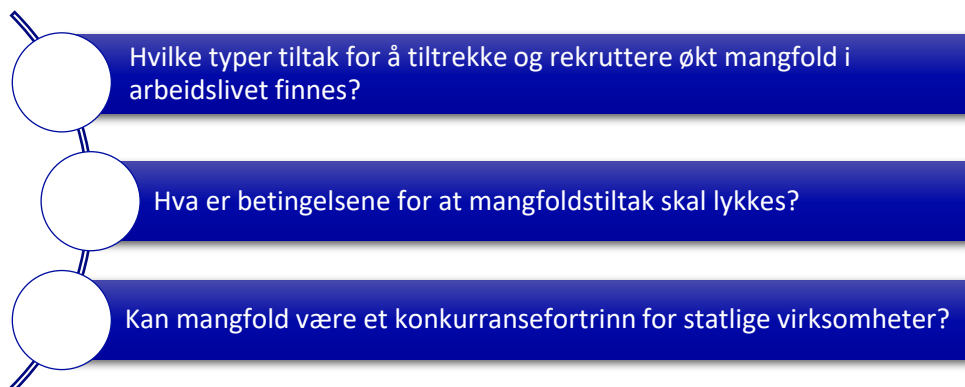 Hvilke typer tiltak for å tiltrekke og rekruttere økt mangfold i
arbeidslivet finnes?
Hva er betingelsene for at mangfoldstiltak skal lykkes?
Kan mangfold være et konkurransefortrinn for statlige virksomheter?